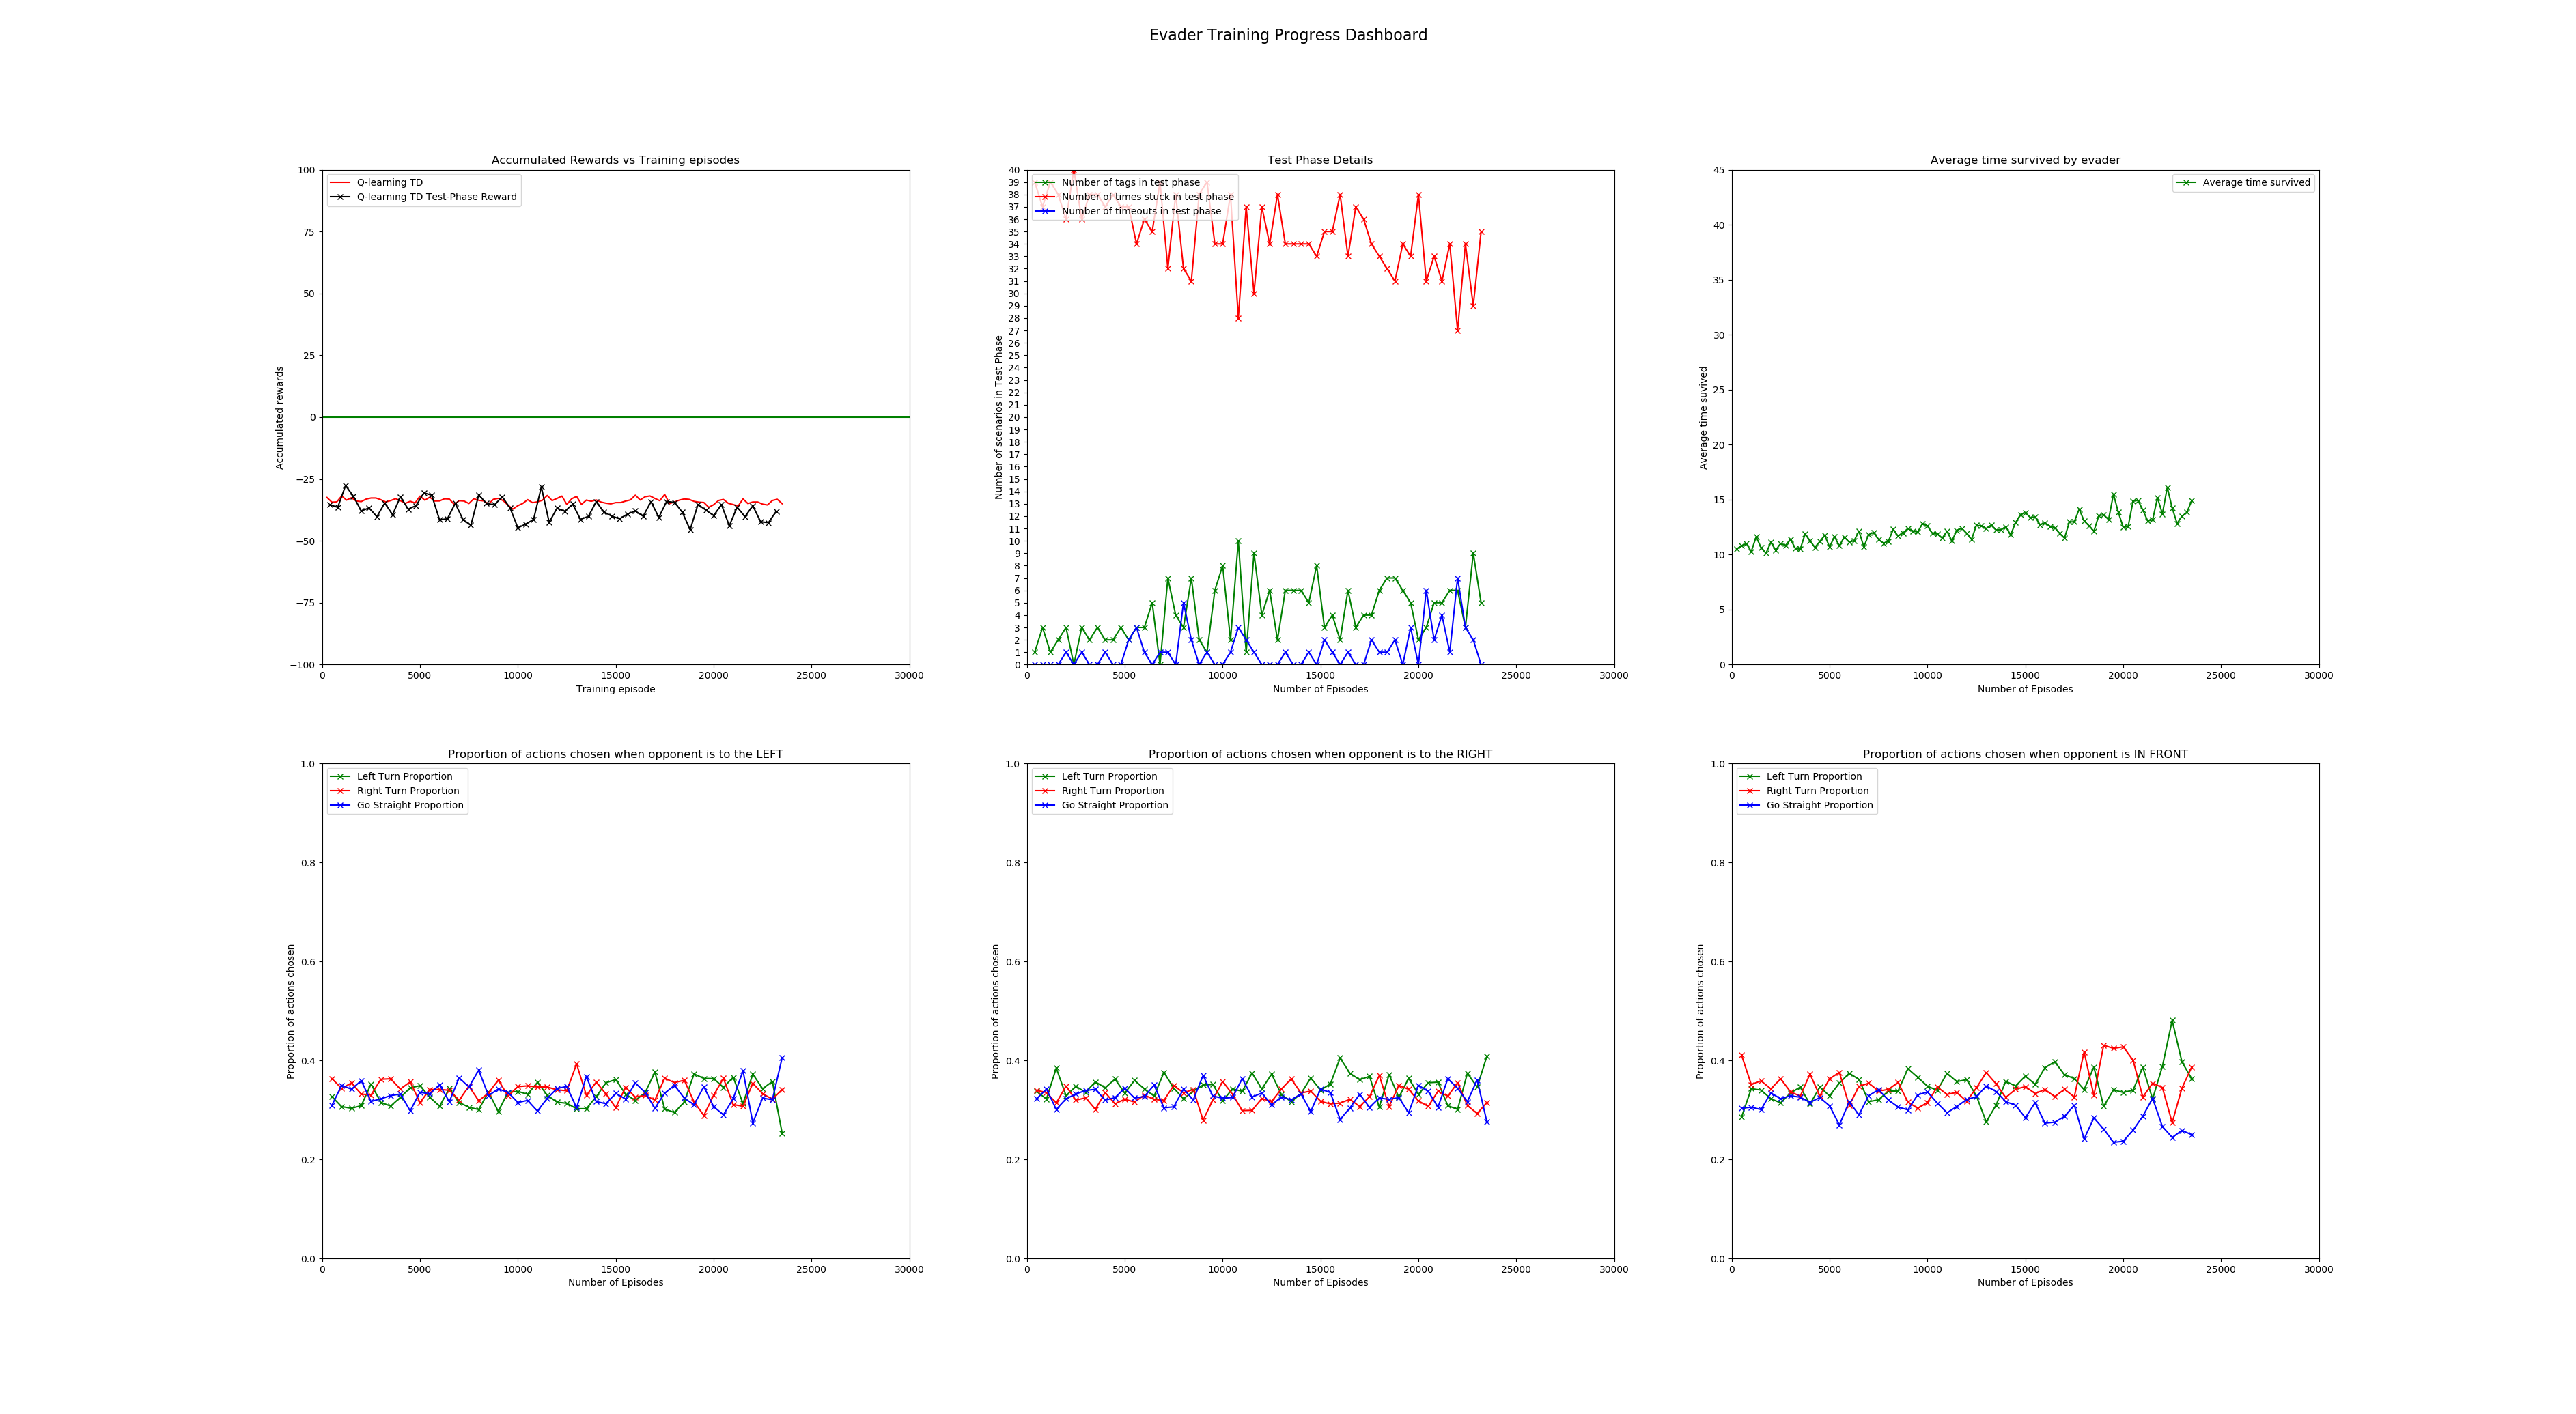 Evader Training Progress Dashboard
Accumulated Rewards vs Training episodes
Q-learning TD
Q-learning TD Test-Phase Reward
100
75
50
25
0
−25
−50
−75
−100
Accumulated rewards
0 5000 10000 15000 20000 25000 30000
Training episode
Test Phase Details
Number of tags in test phase
Number of times stuck in test phase
Number of timeouts in test phase
40
39
38
37
36
35
34
33
32
31
30
29
28
27
26
25
24
23
22
21
20
19
18
17
16
15
14
13
12
11
10
9
8
7
6
5
4
3
2
1
0
Number of scenarios in Test Phase
0 5000 10000 15000 20000 25000 30000
Number of Episodes
Average time survived by evader
Average time survived
45
40
35
30
25
20
15
10
5
0
Average time survived
0 5000 10000 15000 20000 25000 30000
Number of Episodes
Proportion of actions chosen when opponent is to the LEFT
Left Turn Proportion
Right Turn Proportion
Go Straight Proportion
1.0
0.8
0.6
0.4
0.2
0.0
Proportion of actions chosen
0 5000 10000 15000 20000 25000 30000
Number of Episodes
Proportion of actions chosen when opponent is to the RIGHT
Left Turn Proportion
Right Turn Proportion
Go Straight Proportion
1.0
0.8
0.6
0.4
0.2
0.0
Proportion of actions chosen
0 5000 10000 15000 20000 25000 30000
Number of Episodes
Proportion of actions chosen when opponent is IN FRONT
Left Turn Proportion
Right Turn Proportion
Go Straight Proportion
1.0
0.8
0.6
0.4
0.2
0.0
Proportion of actions chosen
0 5000 10000 15000 20000 25000 30000
Number of Episodes